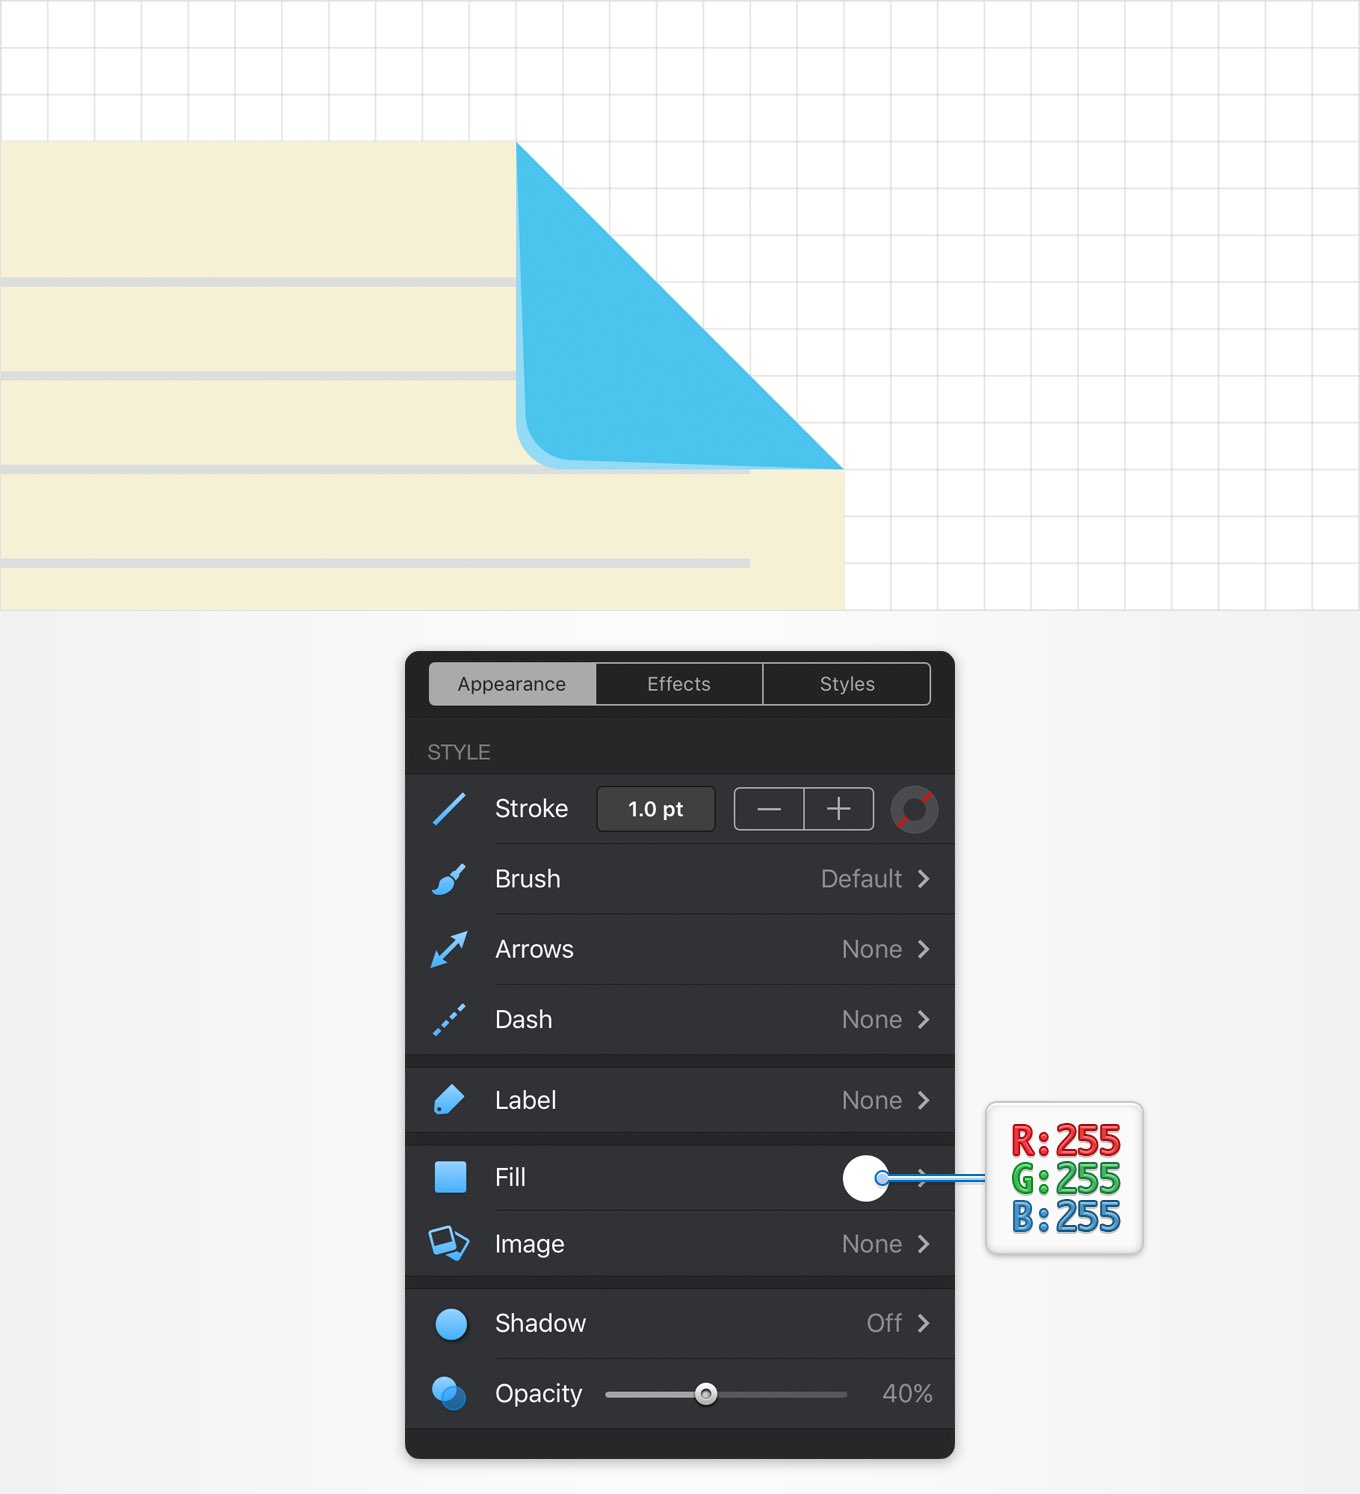 Appearance Effects Styles
STYLE
Stroke 1.0 pt
Brush Default
Arrows None
Dash None
Label None
R: 255
G: 255
B: 255
Fill
Image None
Shadow Off
Opacity 40%